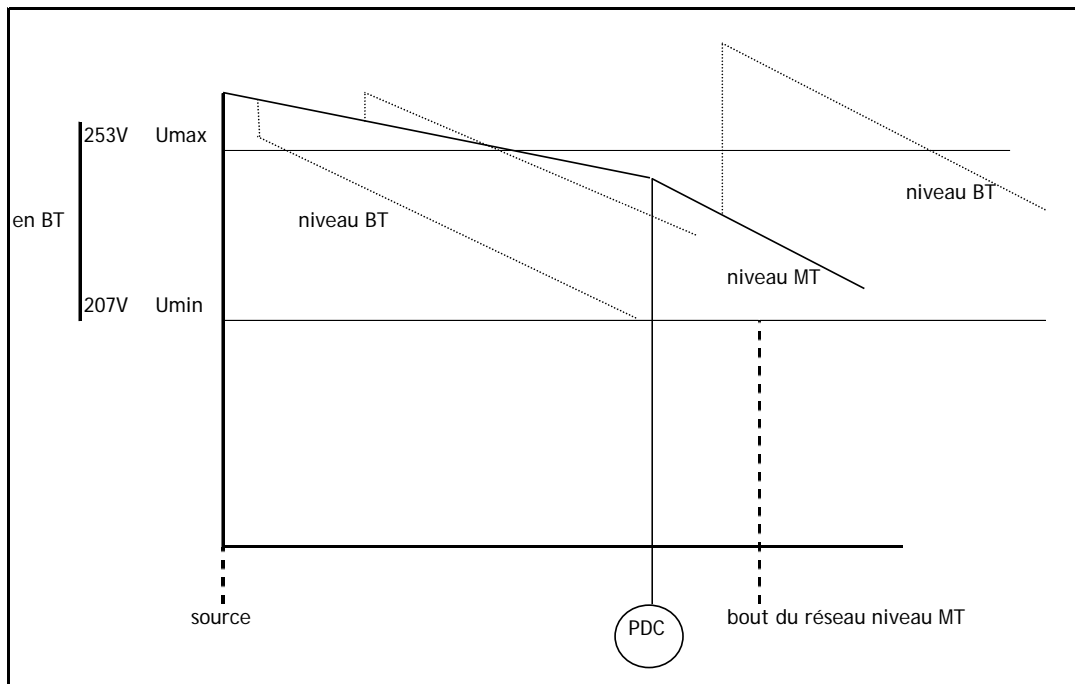 253V Umax
niveau BT
en BT
niveau BT
niveau MT
207V Umin
source
PDC
bout du réseau niveau MT